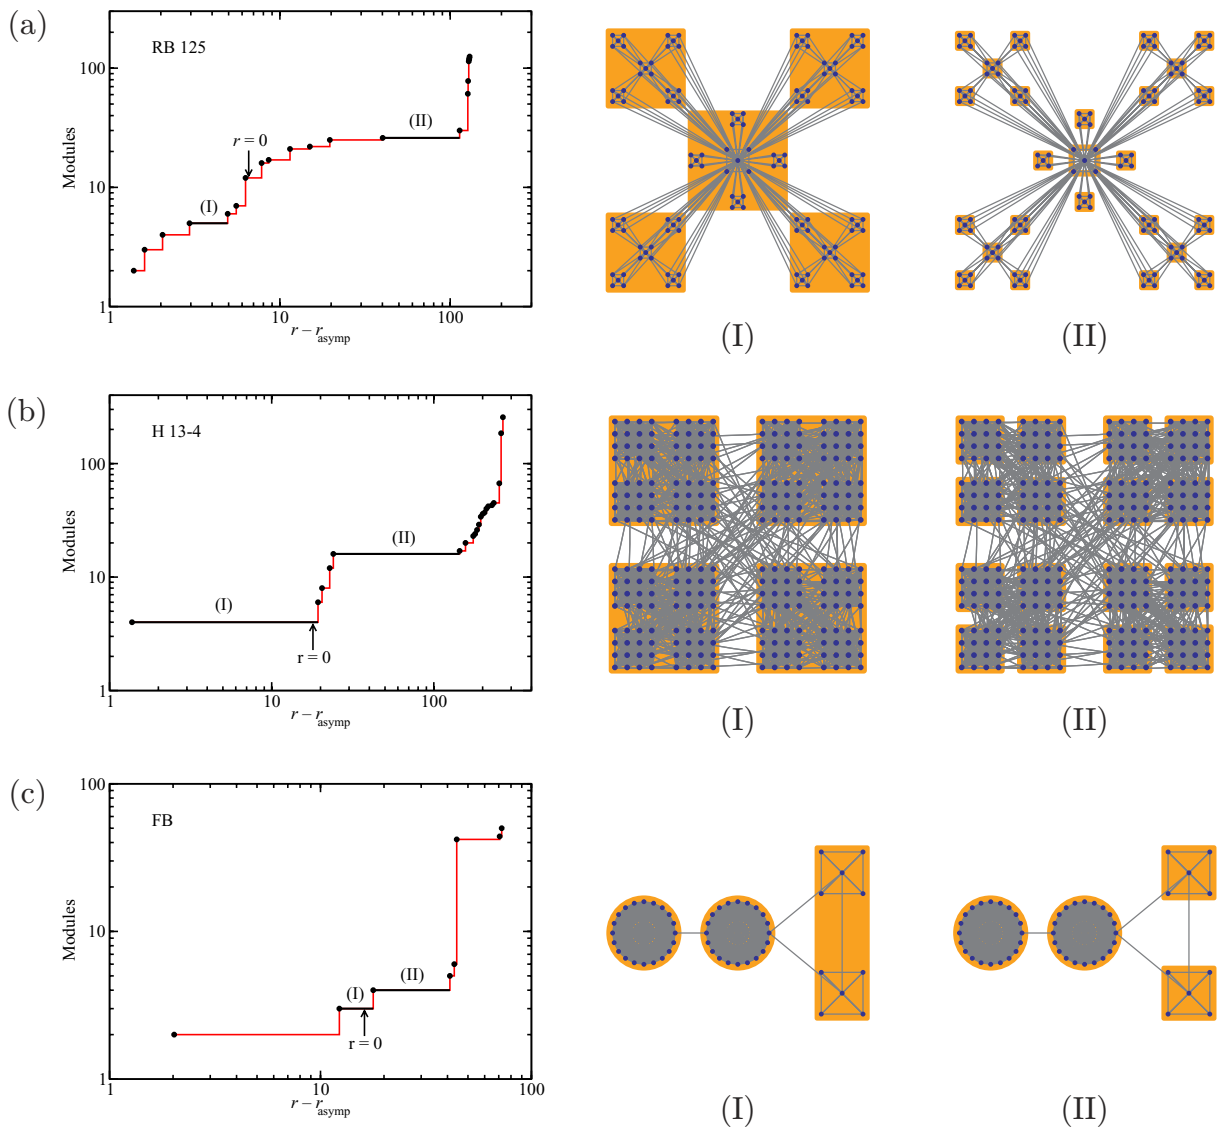 (a)
RB 125
Modules
100
10
1
r = 0
(I)
(II)
1
10
100
r − r_asymp
(I)
(II)
(b)
H 13-4
Modules
100
10
1
(I)
(II)
r = 0
1
10
100
r − r_asymp
(I)
(II)
(c)
FB
Modules
100
10
1
(I)
(II)
r = 0
1
10
100
r − r_asymp
(I)
(II)